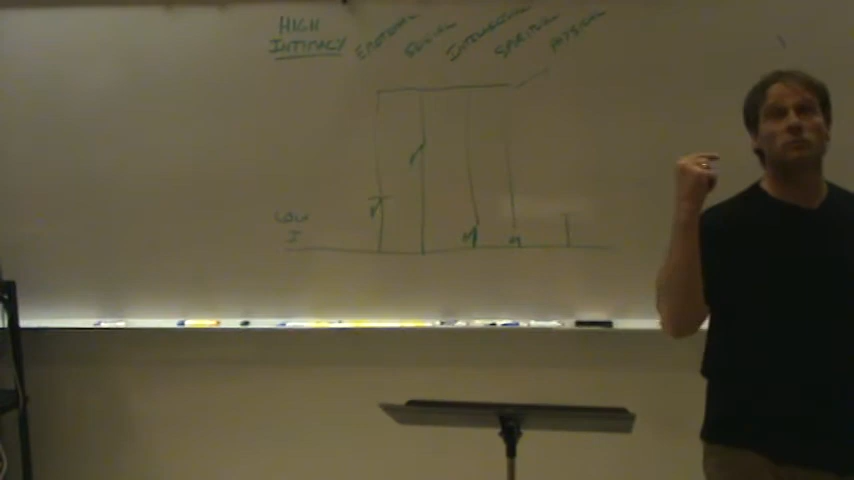 HIGH
INTIMACY
EMOTIONAL
SOCIAL
INTELLECTUAL
SPIRITUAL
PHYSICAL
LOW
I